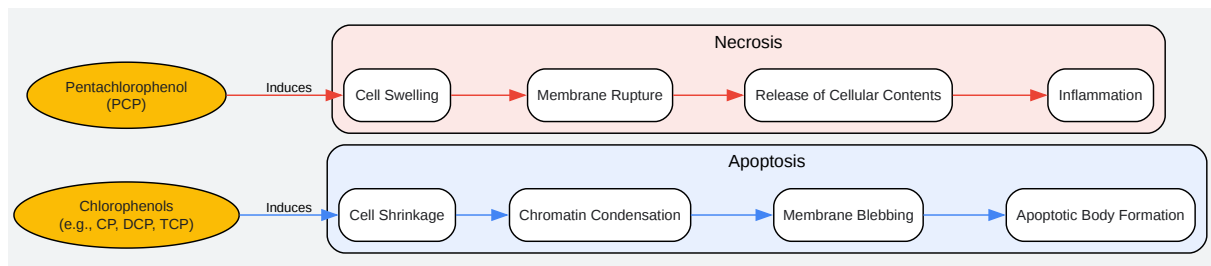 Necrosis
Pentachlorophenol
(PCP)
Induces
Cell Swelling
Membrane Rupture
Release of Cellular Contents
Inflammation
Apoptosis
Chlorophenols
(e.g., CP, DCP, TCP)
Induces
Cell Shrinkage
Chromatin Condensation
Membrane Blebbing
Apoptotic Body Formation